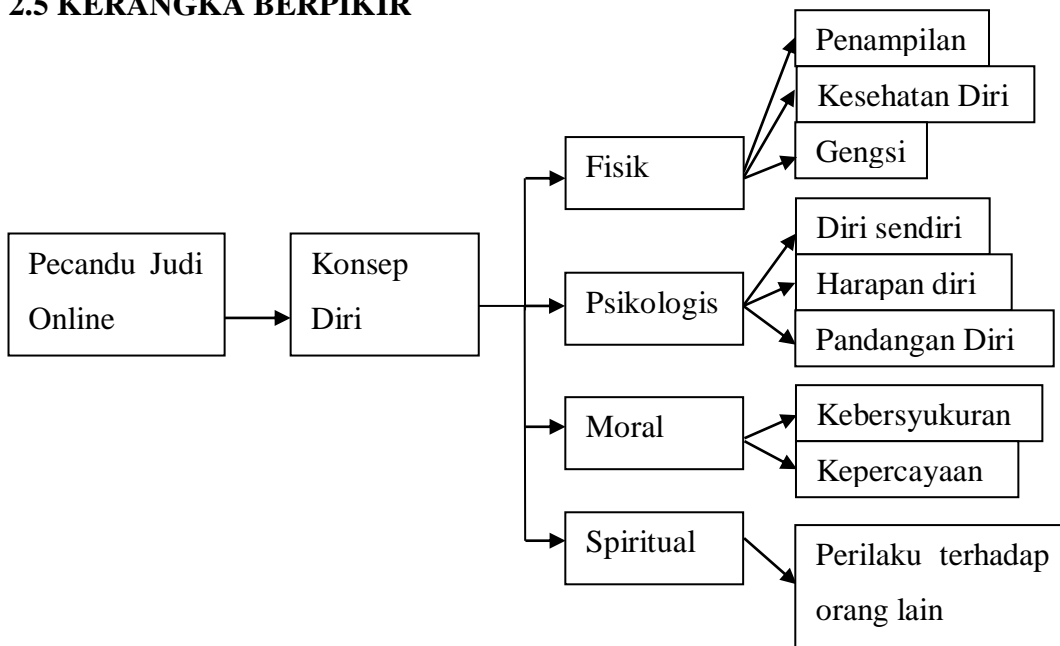 2.5 KERANGKA BERPIKIR
Pecandu Judi
Online
Konsep
Diri
Fisik
Penampilan
Kesehatan Diri
Gengsi
Psikologis
Diri sendiri
Harapan diri
Pandangan Diri
Moral
Kebersyukuran
Kepercayaan
Spiritual
Perilaku terhadap
orang lain